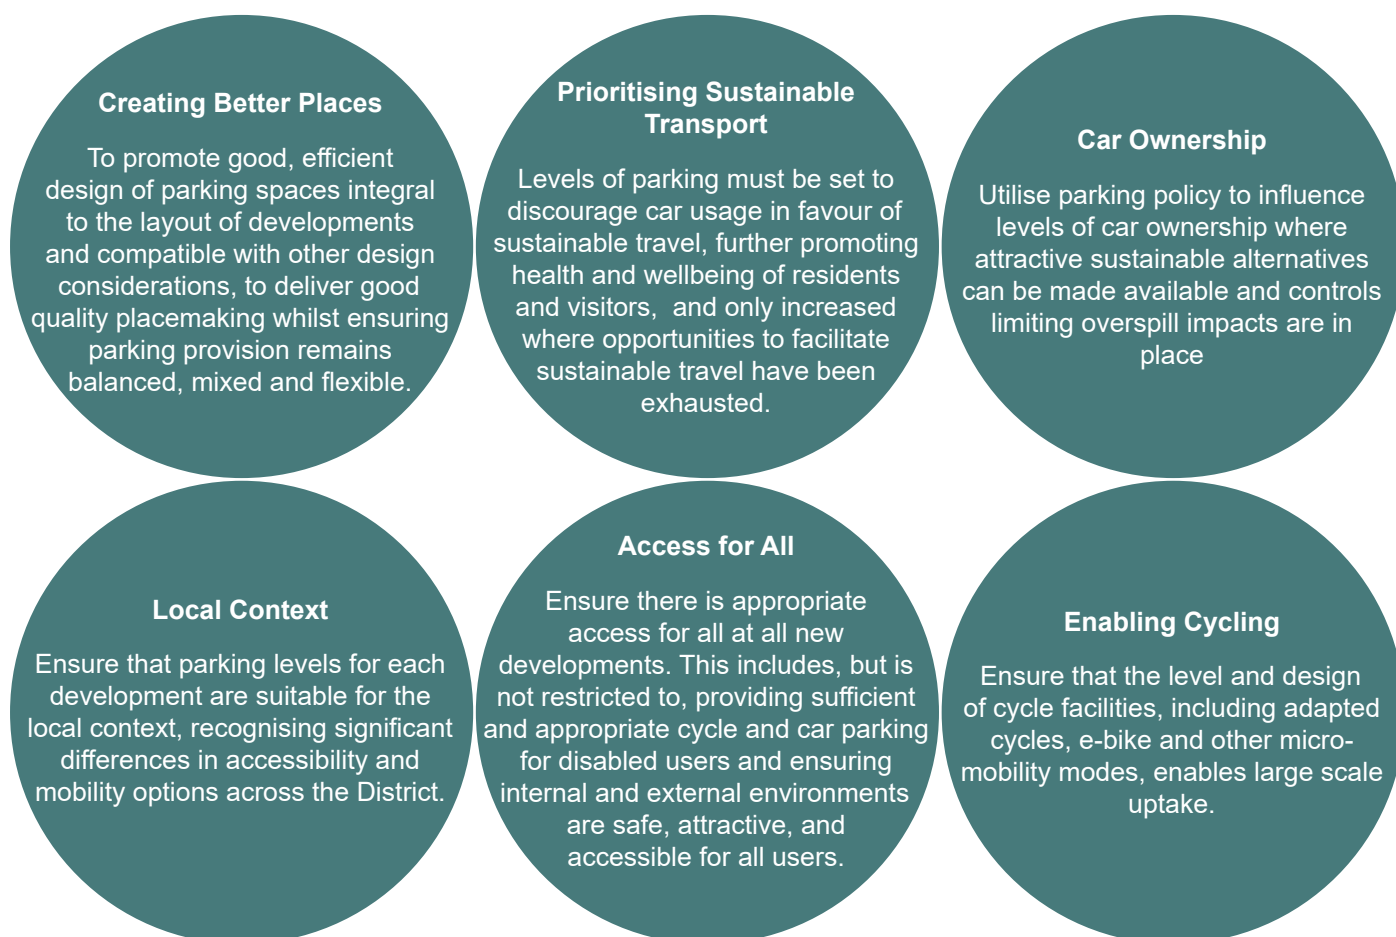 Creating Better Places
To promote good, efficient
design of parking spaces integral
to the layout of developments
and compatible with other design
considerations, to deliver good
quality placemaking whilst ensuring
parking provision remains
balanced, mixed and flexible.
Prioritising Sustainable
Transport
Levels of parking must be set to
discourage car usage in favour of
sustainable travel, further promoting
health and wellbeing of residents
and visitors,  and only increased
where opportunities to facilitate
sustainable travel have been
exhausted.
Car Ownership
Utilise parking policy to influence
levels of car ownership where
attractive sustainable alternatives
can be made available and controls
limiting overspill impacts are in
place
Local Context
Ensure that parking levels for each
development are suitable for the
local context, recognising significant
differences in accessibility and
mobility options across the District.
Access for All
Ensure there is appropriate
access for all at all new
developments. This includes, but is
not restricted to, providing sufficient
and appropriate cycle and car parking
for disabled users and ensuring
internal and external environments
are safe, attractive, and
accessible for all users.
Enabling Cycling
Ensure that the level and design
of cycle facilities, including adapted
cycles, e-bike and other micro-
mobility modes, enables large scale
uptake.